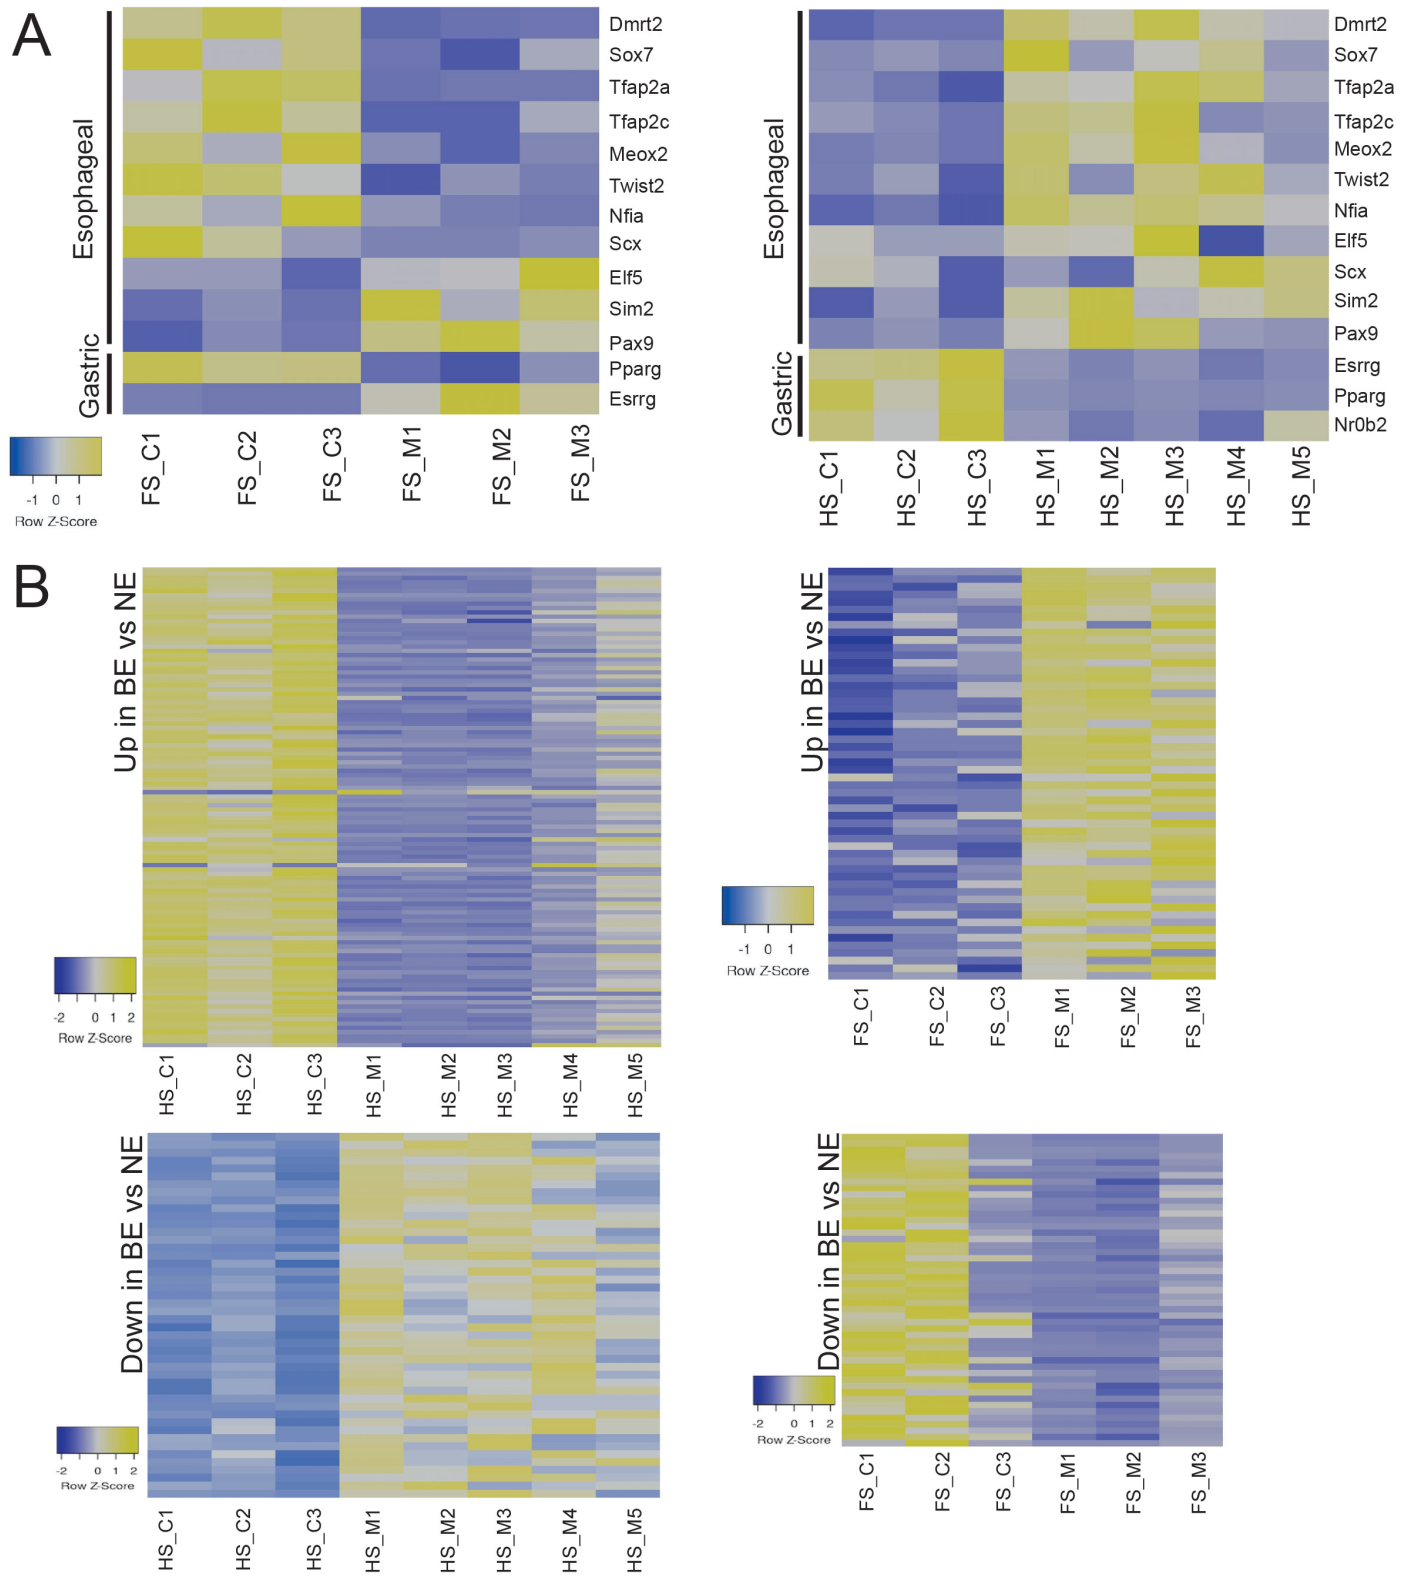 A
Esophageal
Gastric
Dmrt2
Sox7
Tfap2a
Tfap2c
Meox2
Twist2
Nfia
Scx
Elf5
Sim2
Pax9
Pparg
Esrrg
FS_C1
FS_C2
FS_C3
FS_M1
FS_M2
FS_M3
-1 0 1
Row Z-Score
Esophageal
Gastric
Dmrt2
Sox7
Tfap2a
Tfap2c
Meox2
Twist2
Nfia
Elf5
Scx
Sim2
Pax9
Esrrg
Pparg
Nr0b2
HS_C1
HS_C2
HS_C3
HS_M1
HS_M2
HS_M3
HS_M4
HS_M5
B
Up in BE vs NE
-2 0 1 2
Row Z-Score
HS_C1
HS_C2
HS_C3
HS_M1
HS_M2
HS_M3
HS_M4
HS_M5
Up in BE vs NE
-1 0 1
Row Z-Score
FS_C1
FS_C2
FS_C3
FS_M1
FS_M2
FS_M3
Down in BE vs NE
-2 0 1 2
Row Z-Score
HS_C1
HS_C2
HS_C3
HS_M1
HS_M2
HS_M3
HS_M4
HS_M5
Down in BE vs NE
-2 0 1 2
Row Z-Score
FS_C1
FS_C2
FS_C3
FS_M1
FS_M2
FS_M3